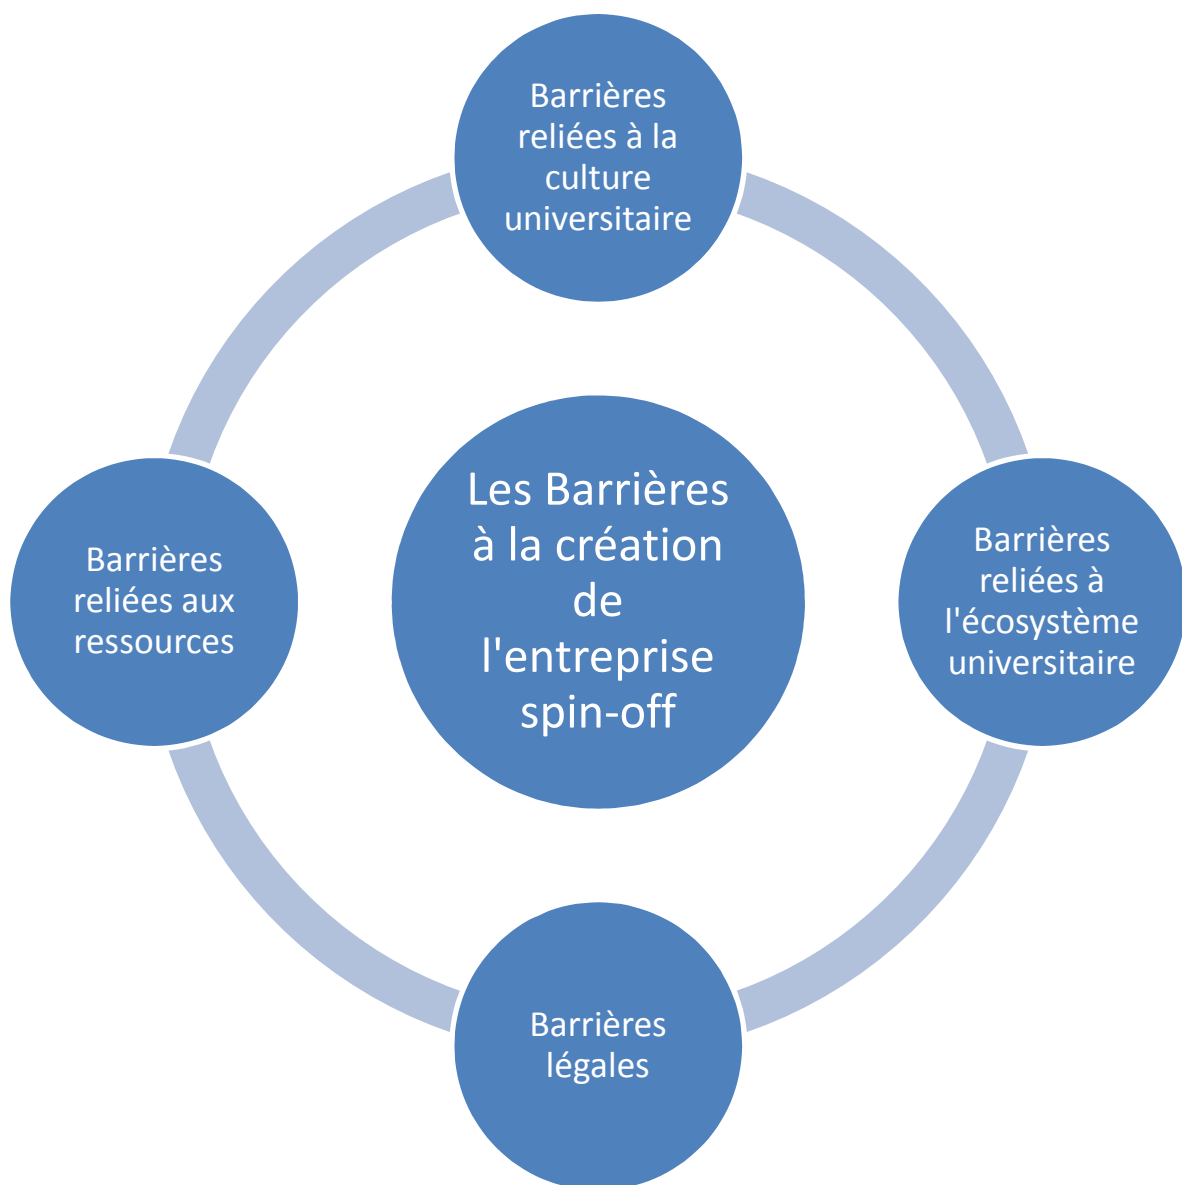 Barrières
reliées à la
culture
universitaire
Barrières
reliées aux
ressources
Les Barrières
à la création
de
l'entreprise
spin-off
Barrières
reliées à
l'écosystème
universitaire
Barrières
légales